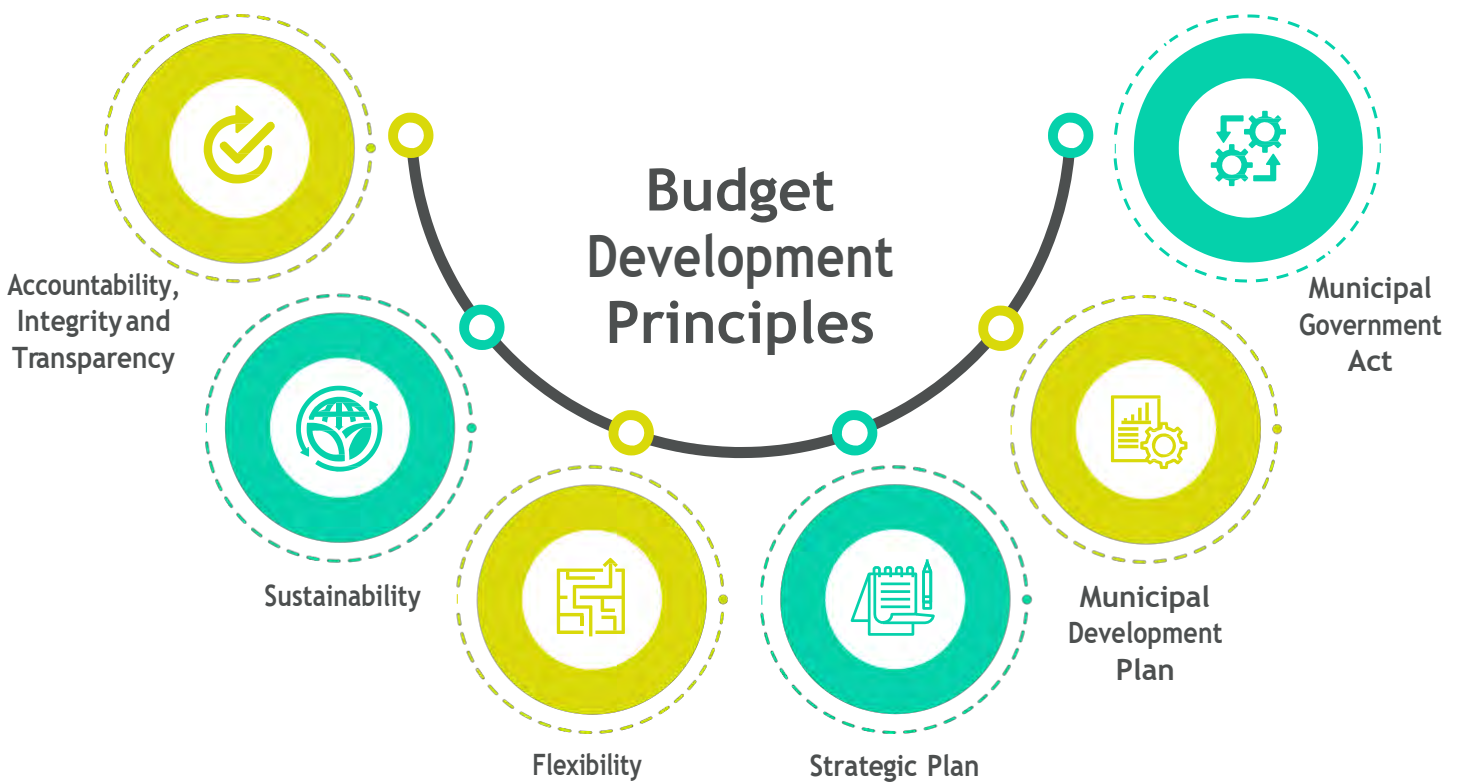 Budget
Development
Principles
Accountability,
Integrity and
Transparency
Sustainability
Flexibility
Strategic Plan
Municipal
Development
Plan
Municipal
Government
Act